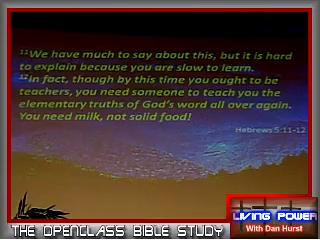 11We have much to say about this, but it is hard
to explain because you are slow to learn.
12In fact, though by this time you ought to be
teachers, you need someone to teach you the
elementary truths of God's word all over again.
You need milk, not solid food!
Hebrews 5:11-12
THE OPENCLASS BIBLE STUDY
LIVING POWER
With Dan Hurst